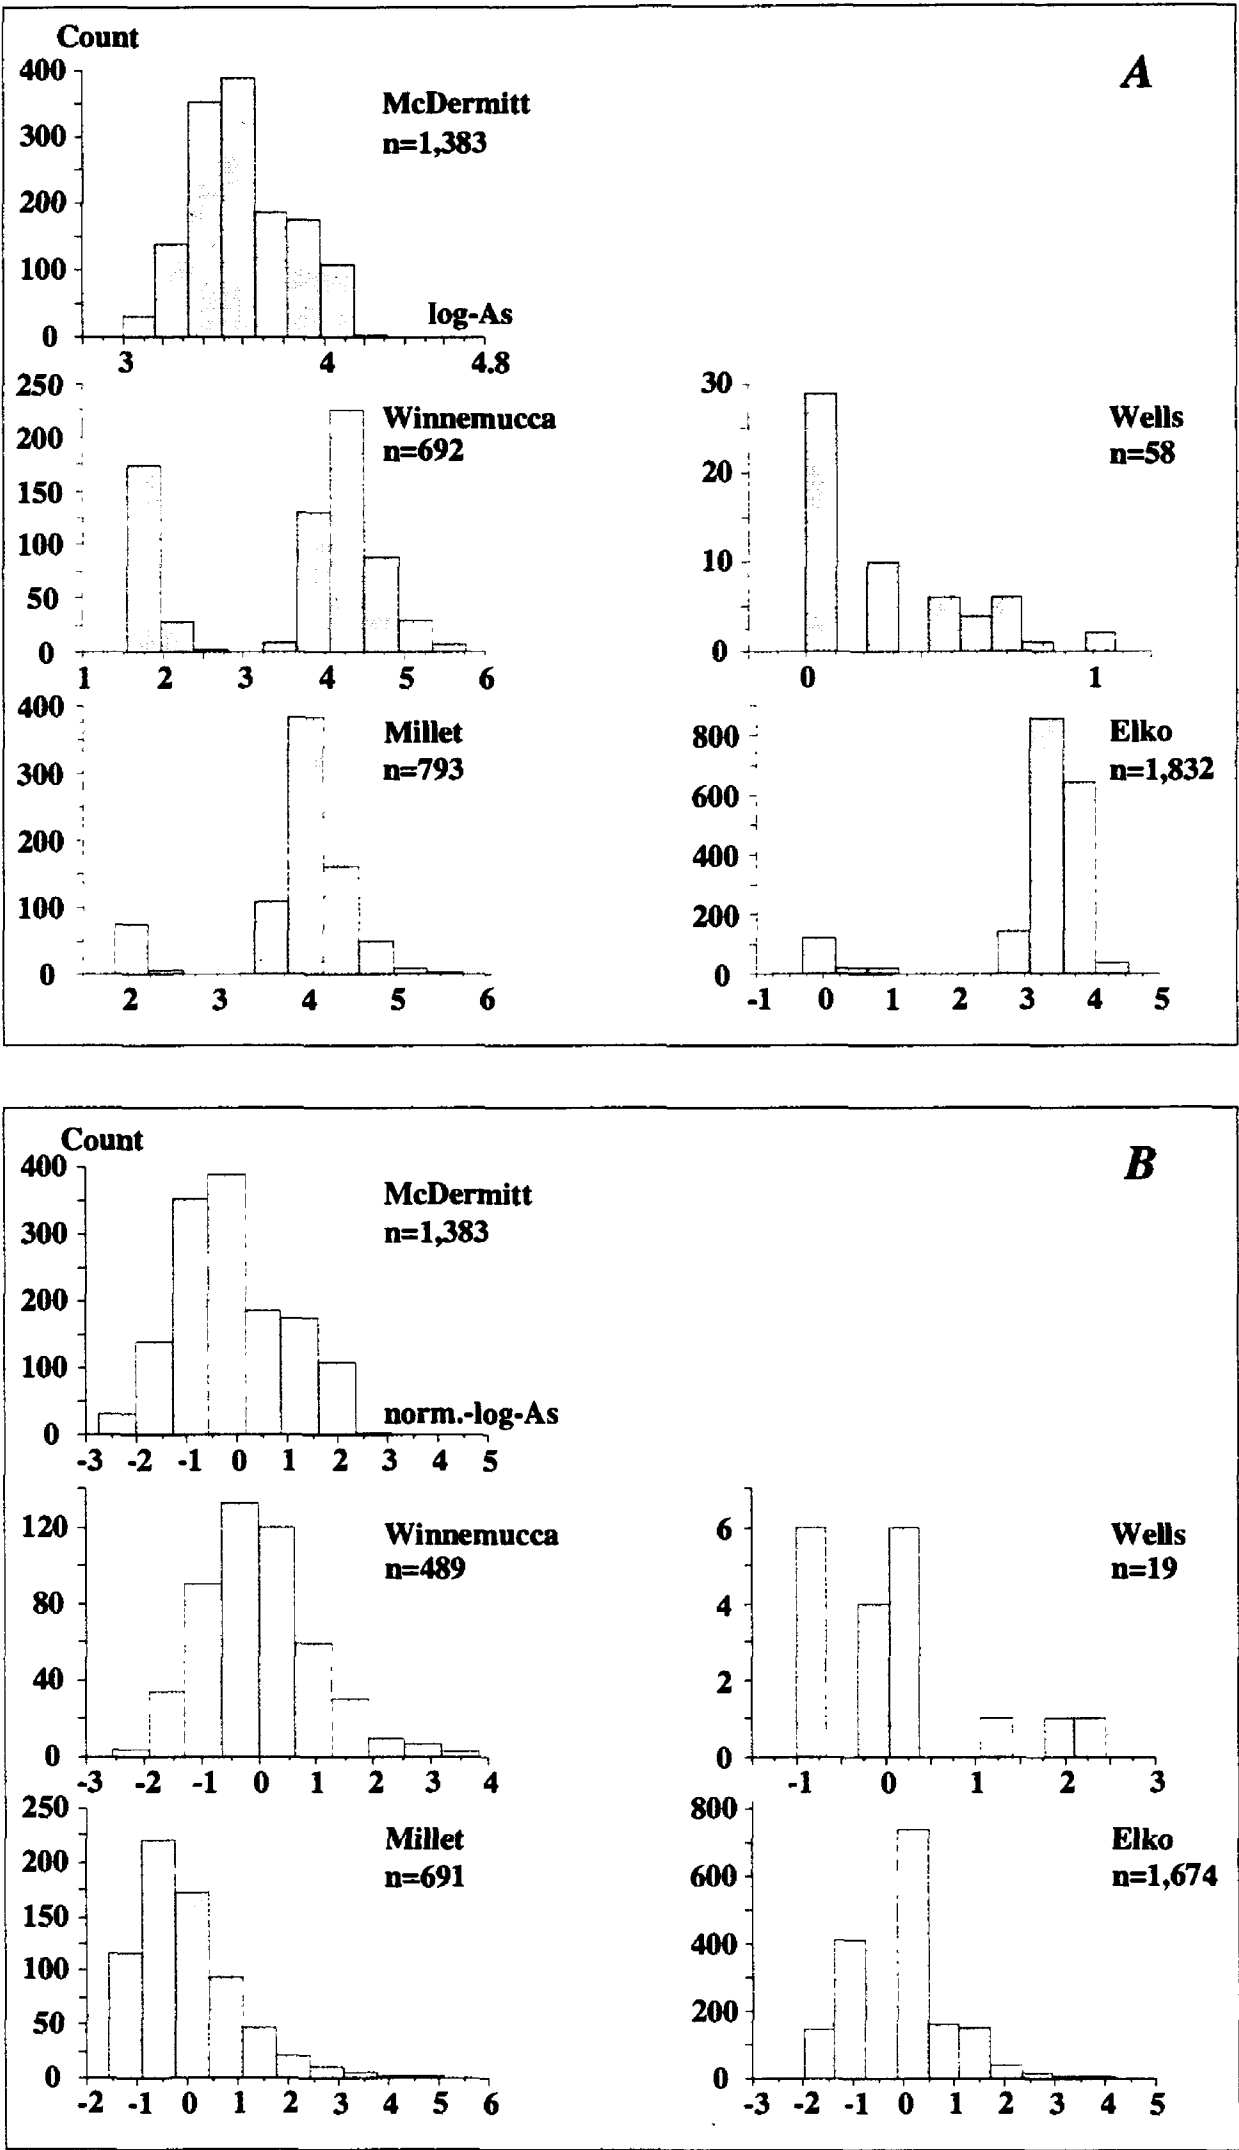 Count
A
400
300
200
100
0
McDermitt
n=1,383
log-As
3 4 4.8
250
200
150
100
50
0
Winnemucca
n=692
1 2 3 4 5 6
30
20
10
0
Wells
n=58
0 1
400
300
200
100
0
Millet
n=793
2 3 4 5 6
800
600
400
200
0
Elko
n=1,832
-1 0 1 2 3 4 5
Count
B
400
300
200
100
0
McDermitt
n=1,383
norm.-log-As
-3 -2 -1 0 1 2 3 4 5
120
80
40
0
Winnemucca
n=489
-3 -2 -1 0 1 2 3 4
6
4
2
0
Wells
n=19
-1 0 1 2 3
250
200
150
100
50
0
Millet
n=691
-2 -1 0 1 2 3 4 5 6
800
600
400
200
0
Elko
n=1,674
-3 -2 -1 0 1 2 3 4 5